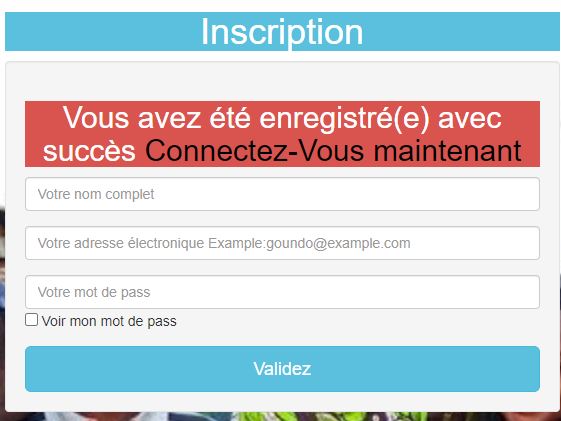 Inscription
Vous avez été enregistré(e) avec
succès Connectez-Vous maintenant
Votre nom complet
Votre adresse électronique Example:goundo@example.com
Votre mot de pass
Voir mon mot de pass
Validez